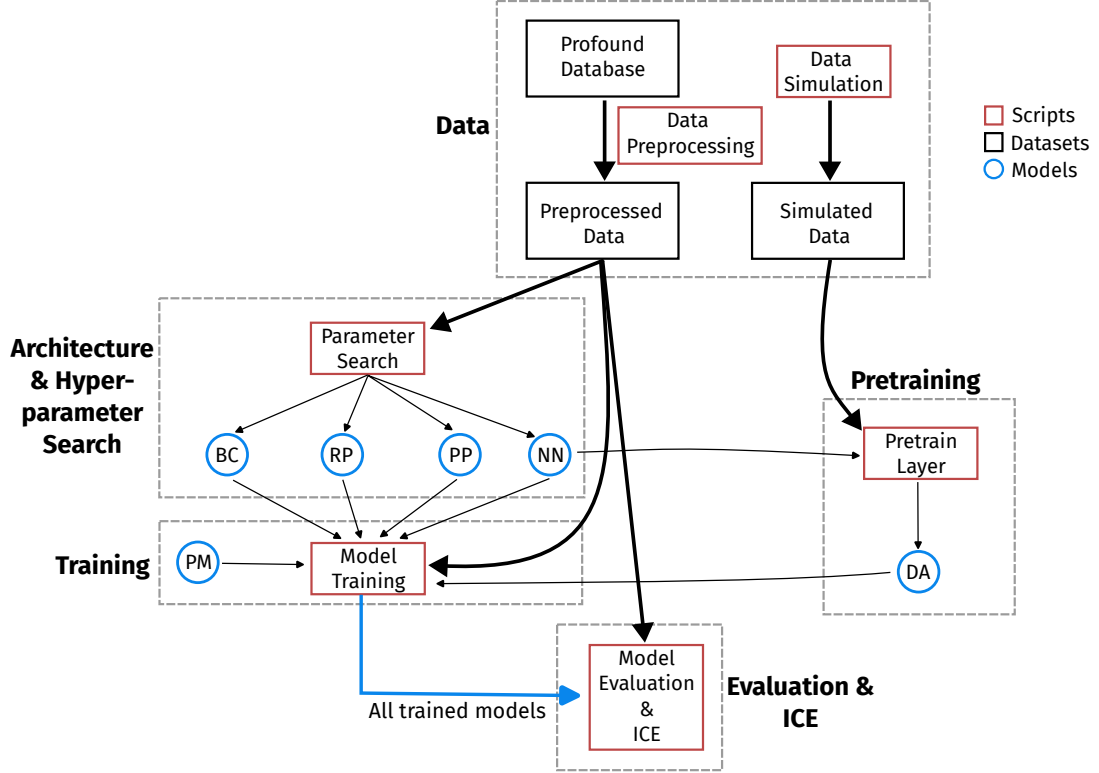 Profound
Database
Data
Simulation
Data
Preprocessing
Data
Scripts
Datasets
Models
Preprocessed
Data
Simulated
Data
Architecture
& Hyper-
parameter
Search
Parameter
Search
BC
RP
PP
NN
Pretraining
Pretrain
Layer
DA
Training
PM
Model
Training
All trained models
Model
Evaluation
&
ICE
Evaluation &
ICE